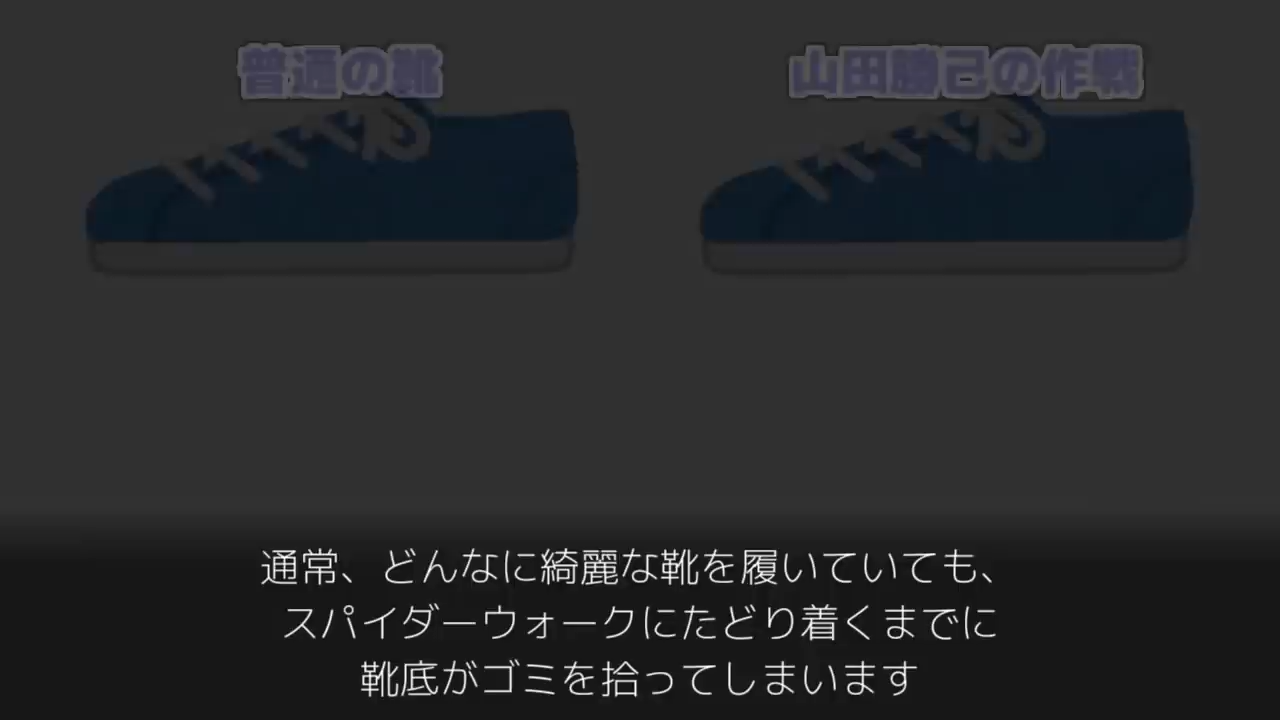 普通の靴
山田勝己の作戦
通常、どんなに綺麗な靴を履いていても、
スパイダーウォークにたどり着くまでに
靴底がゴミを拾ってしまいます